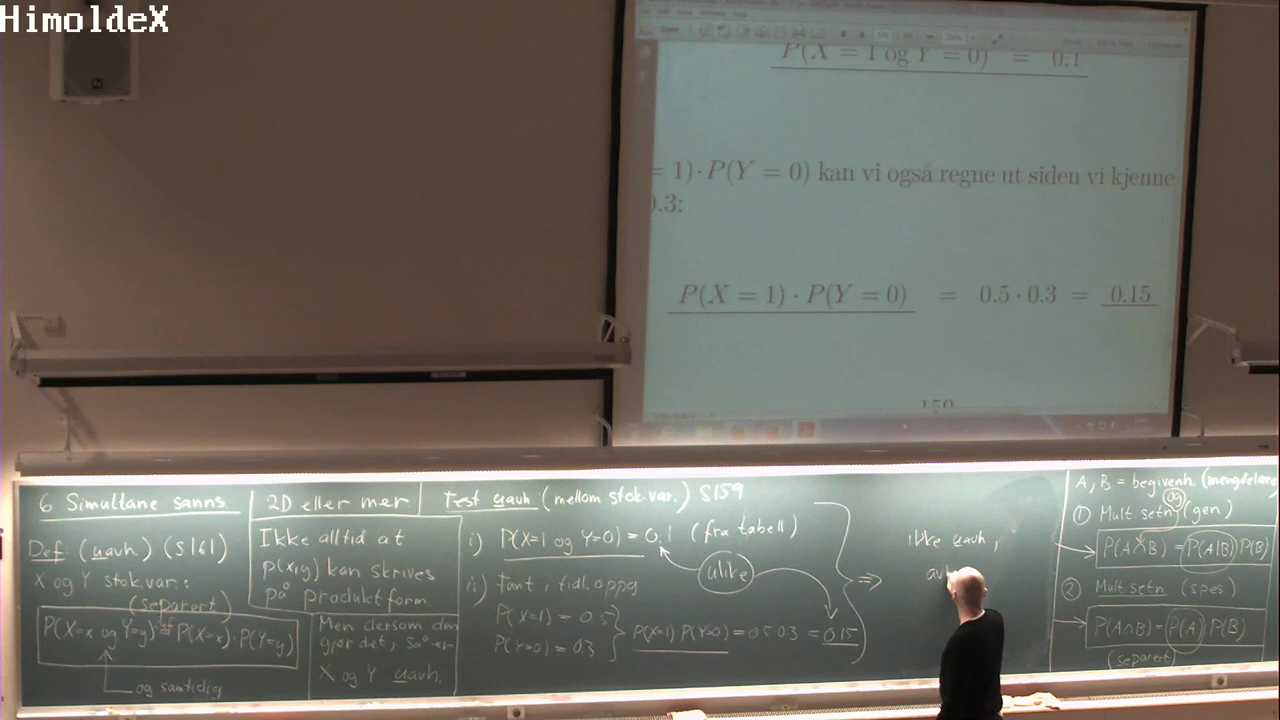 HimoldeX
P(X = 1 og Y = 0) = 0.1
= 1) · P(Y = 0) kan vi også regne ut siden vi kjenne
0.3:
P(X = 1) · P(Y = 0) = 0.5 · 0.3 = 0.15
159
6 Simultane sanns
Def: (uavh.) (S161)
X og Y stok.var.:
(separert)
P(X=x og Y=y) = P(X=x) · P(Y=y)
og samtidig
2D eller mer
Ikke alltid at
p(x,y) kan skrives
på produktform
Men dersom den
gjør det, så er
X og Y uavh.
Test uavh. (mellom stok.var.) S159
i) P(X=1 og Y=0) = 0.1 (fra tabell)
ulike
ii) Fant i tidl. oppg
P(X=1) = 0.5
P(Y=0) = 0.3
P(X=1) P(Y=0) = 0.5·0.3 = 0.15
⇒
ikke uavh.,
A, B = begivenh. (mengdelære
og
① Mult setn (gen.)
P(A∩B) = P(A|B) P(B)
② Mult setn (spes)
P(A∩B) = P(A) P(B)
(separert)